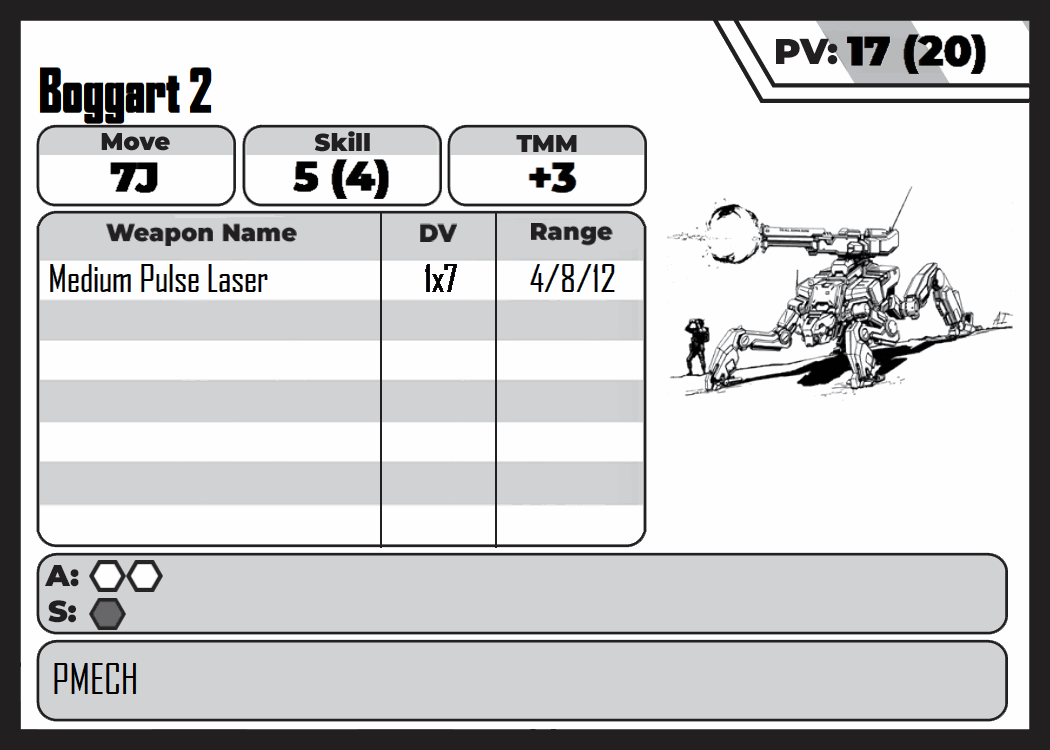 PV: 17 (20)
Boggart 2
Move Skill TMM
7J 5 (4) +3
Weapon Name DV Range
Medium Pulse Laser 1x7 4/8/12
A:
S:
PMECH